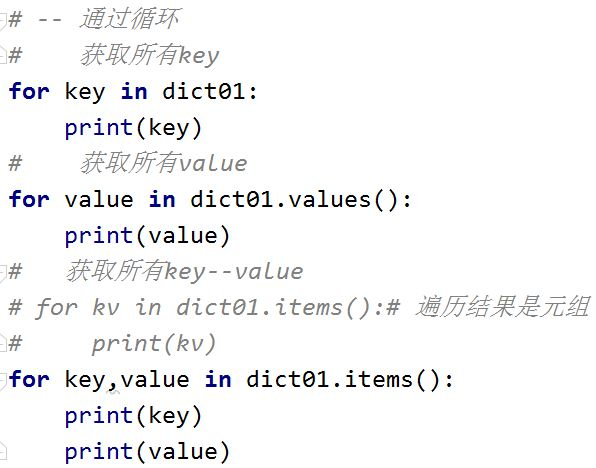 # -- 通过循环
#    获取所有key
for key in dict01:
    print(key)
#    获取所有value
for value in dict01.values():
    print(value)
#   获取所有key--value
# for kv in dict01.items():# 遍历结果是元组
#     print(kv)
for key,value in dict01.items():
    print(key)
    print(value)